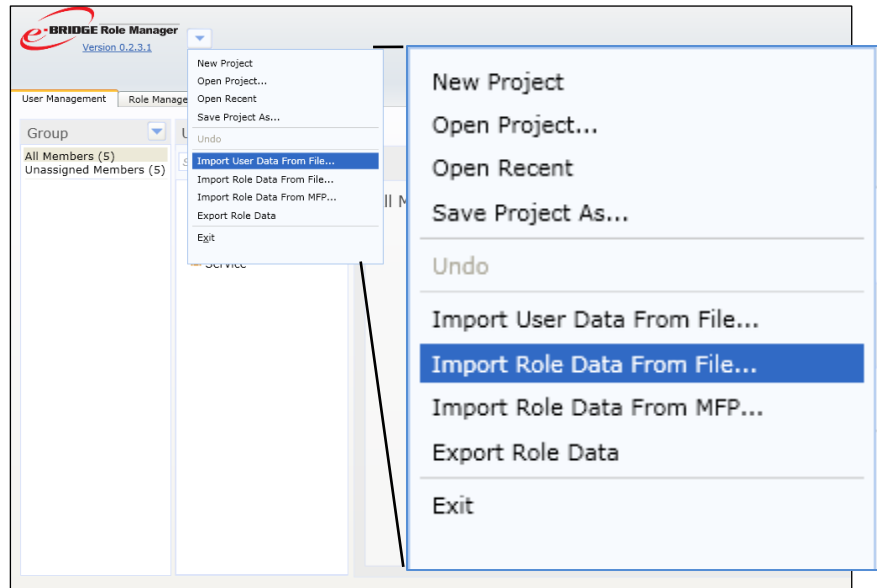 e-BRIDGE Role Manager
Version 0.2.3.1
User Management
Role Manage
Group
All Members (5)
Unassigned Members (5)
New Project
Open Project...
Open Recent
Save Project As...
Undo
Import User Data From File...
Import Role Data From File...
Import Role Data From MFP...
Export Role Data
Exit
Service
ll M
New Project
Open Project...
Open Recent
Save Project As...
Undo
Import User Data From File...
Import Role Data From File...
Import Role Data From MFP...
Export Role Data
Exit